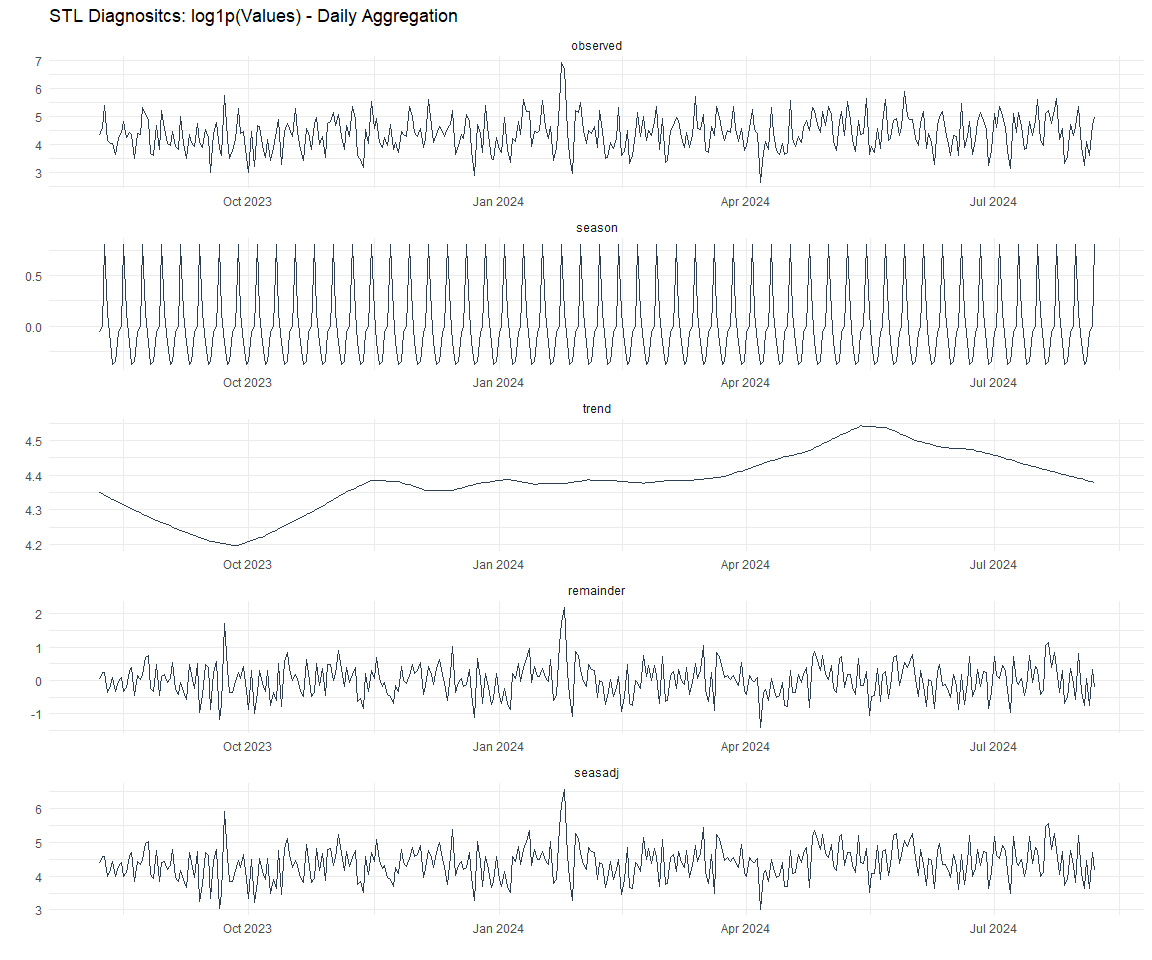 STL Diagnositcs: log1p(Values) - Daily Aggregation
observed
7
6
5
4
3
Oct 2023 Jan 2024 Apr 2024 Jul 2024
season
0.5
0.0
Oct 2023 Jan 2024 Apr 2024 Jul 2024
trend
4.5
4.4
4.3
4.2
Oct 2023 Jan 2024 Apr 2024 Jul 2024
remainder
2
1
0
-1
Oct 2023 Jan 2024 Apr 2024 Jul 2024
seasadj
6
5
4
3
Oct 2023 Jan 2024 Apr 2024 Jul 2024